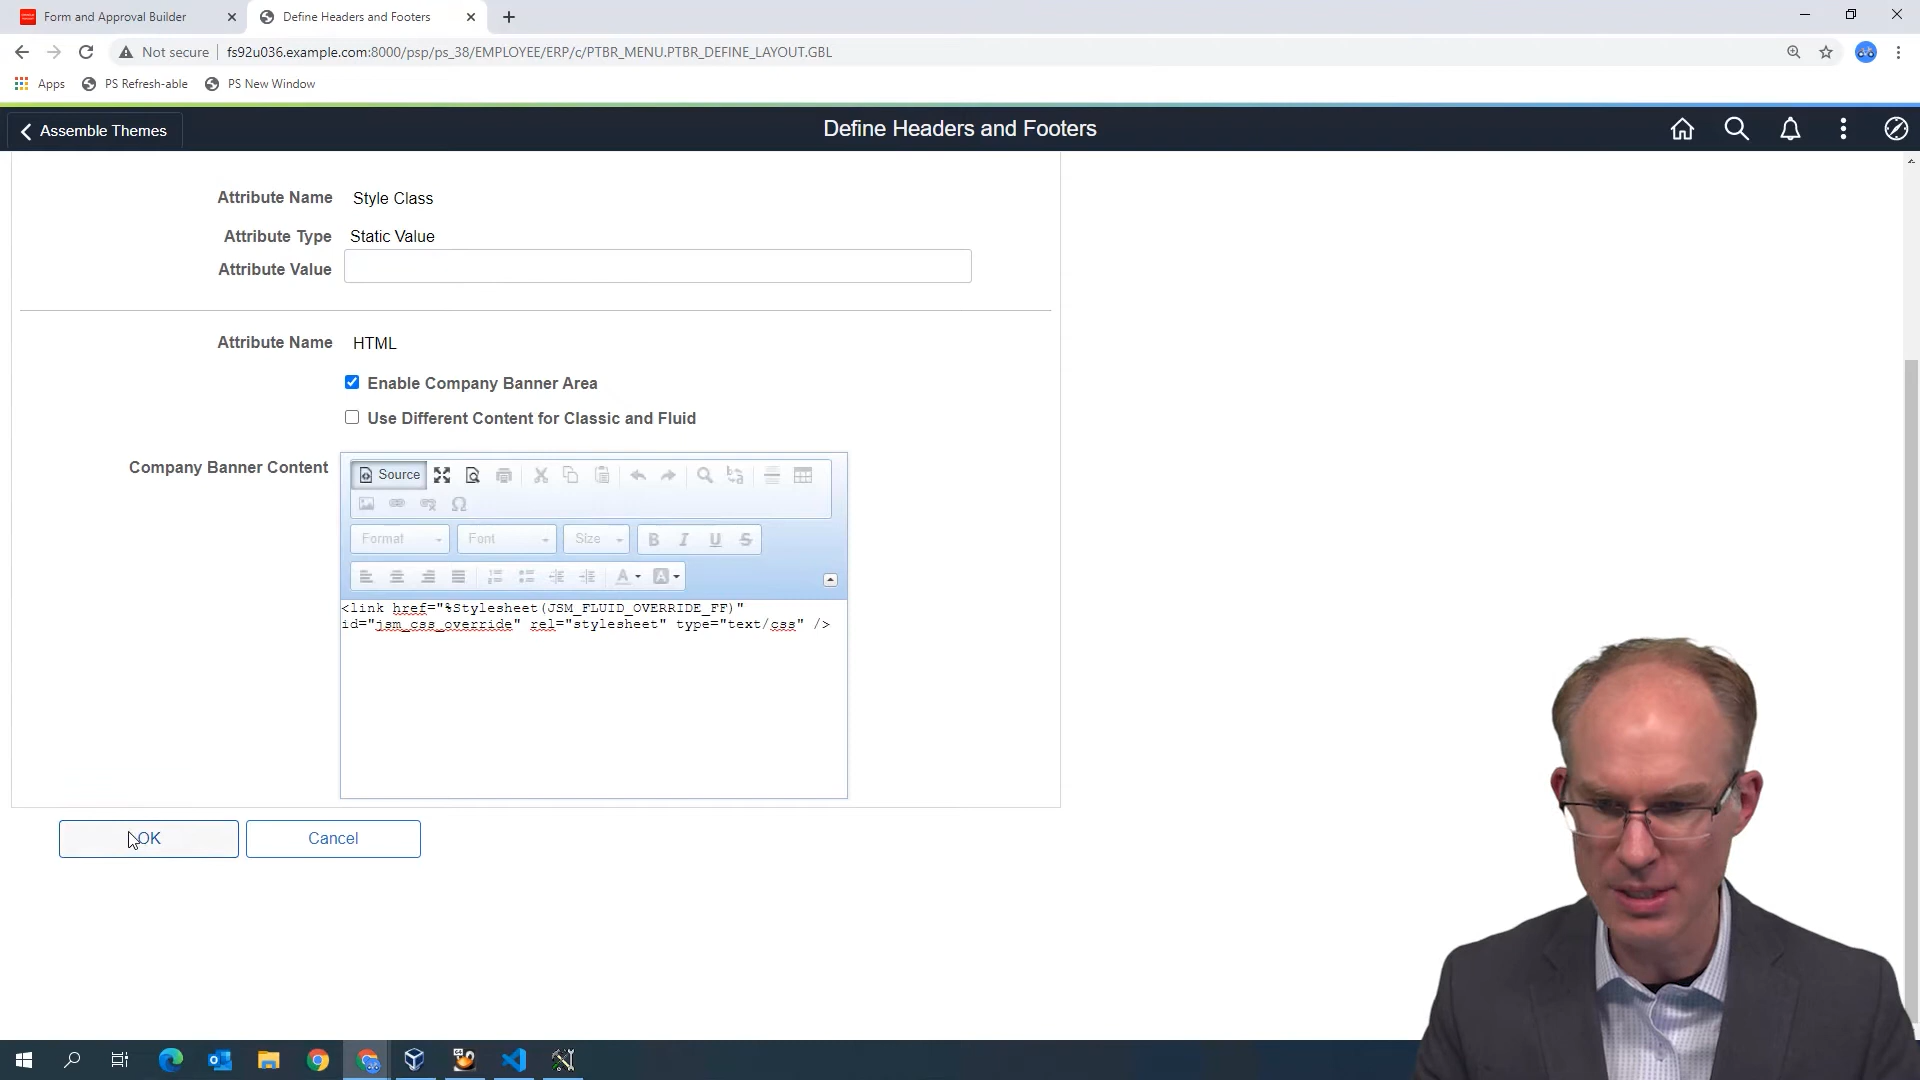 Form and Approval Builder
Define Headers and Footers
Not secure
fs92u036.example.com:8000/psp/ps_38/EMPLOYEE/ERP/c/PTBR_MENU.PTBR_DEFINE_LAYOUT.GBL
Apps
PS Refresh-able
PS New Window
Assemble Themes
Define Headers and Footers
Attribute Name Style Class
Attribute Type Static Value
Attribute Value
Attribute Name HTML
Enable Company Banner Area
Use Different Content for Classic and Fluid
Company Banner Content
Source
Format Font Size B I U S
A A
<link href="%Stylesheet(JSM_FLUID_OVERRIDE_FF)"
id="jsm_css_override" rel="stylesheet" type="text/css" />
OK
Cancel